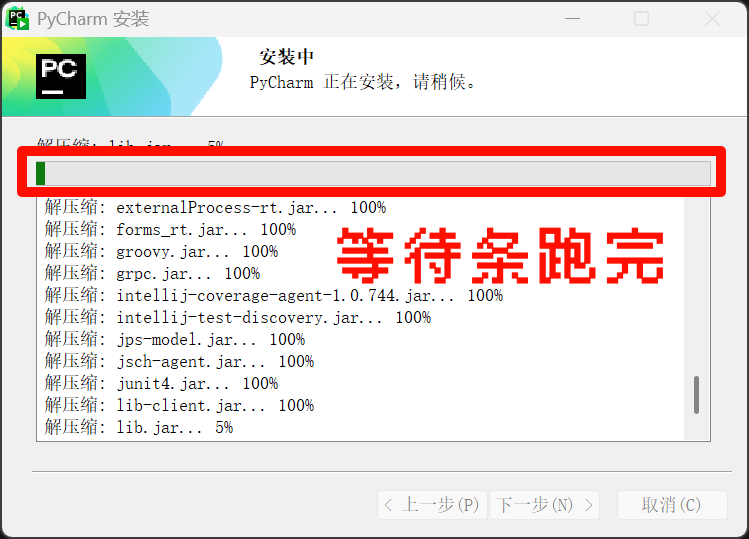 PyCharm 安装
安装中
PyCharm 正在安装，请稍候。
解压缩: lib.jar... 5%
解压缩: externalProcess-rt.jar... 100%
解压缩: forms_rt.jar... 100%
解压缩: groovy.jar... 100%
解压缩: grpc.jar... 100%
解压缩: intellij-coverage-agent-1.0.744.jar... 100%
解压缩: intellij-test-discovery.jar... 100%
解压缩: jps-model.jar... 100%
解压缩: jsch-agent.jar... 100%
解压缩: junit4.jar... 100%
解压缩: lib-client.jar... 100%
解压缩: lib.jar... 5%
等待条跑完
< 上一步(P) 下一步(N) > 取消(C)
PC